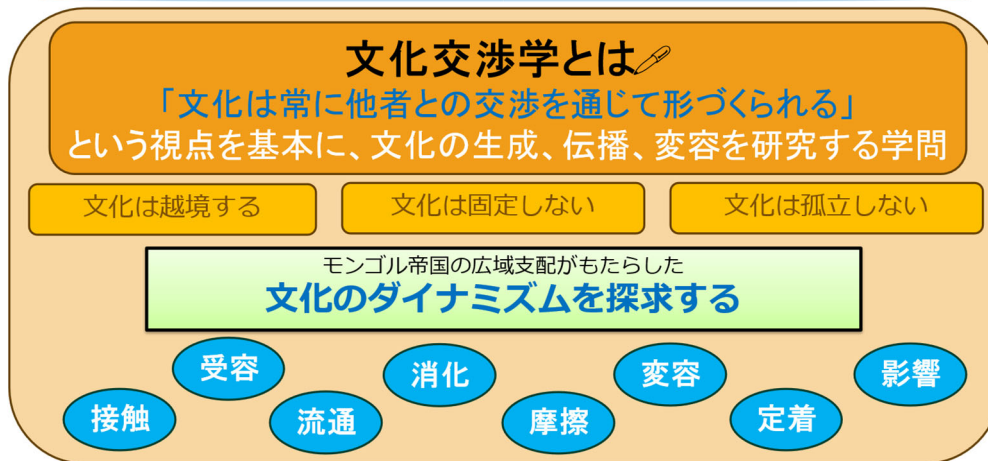 文化交渉学とは
「文化は常に他者との交渉を通じて形づくられる」
という視点を基本に、文化の生成、伝播、変容を研究する学問
文化は越境する
文化は固定しない
文化は孤立しない
モンゴル帝国の広域支配がもたらした
文化のダイナミズムを探求する
受容
消化
変容
影響
接触
流通
摩擦
定着